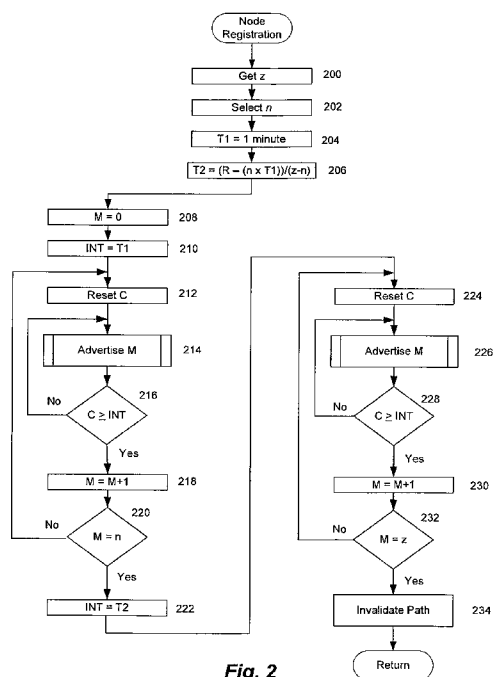 Node
Registration
Get z
200
Select n
202
T1 = 1 minute
204
T2 = (R – (n x T1))/(z-n)
206
M = 0
208
INT = T1
210
Reset C
212
Advertise M
214
216
No
C ≥ INT
Yes
M = M+1
218
220
No
M = n
Yes
INT = T2
222
Reset C
224
Advertise M
226
228
No
C ≥ INT
Yes
M = M+1
230
232
No
M = z
Yes
Invalidate Path
234
Return
Fig. 2